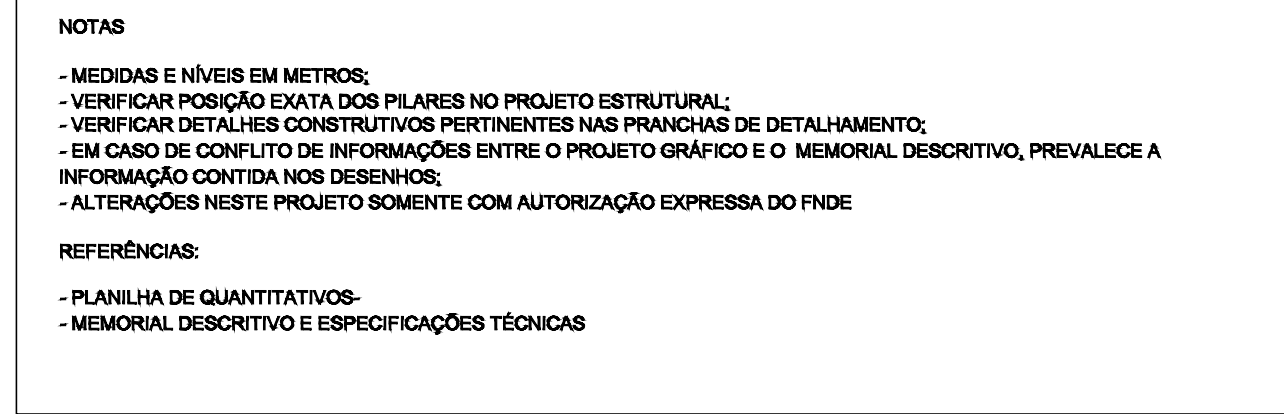 NOTAS
- MEDIDAS E NÍVEIS EM METROS;
- VERIFICAR POSIÇÃO EXATA DOS PILARES NO PROJETO ESTRUTURAL;
- VERIFICAR DETALHES CONSTRUTIVOS PERTINENTES NAS PRANCHAS DE DETALHAMENTO;
- EM CASO DE CONFLITO DE INFORMAÇÕES ENTRE O PROJETO GRÁFICO E O MEMORIAL DESCRITIVO, PREVALECE A
INFORMAÇÃO CONTIDA NOS DESENHOS;
- ALTERAÇÕES NESTE PROJETO SOMENTE COM AUTORIZAÇÃO EXPRESSA DO FNDE
REFERÊNCIAS:
- PLANILHA DE QUANTITATIVOS-
- MEMORIAL DESCRITIVO E ESPECIFICAÇÕES TÉCNICAS